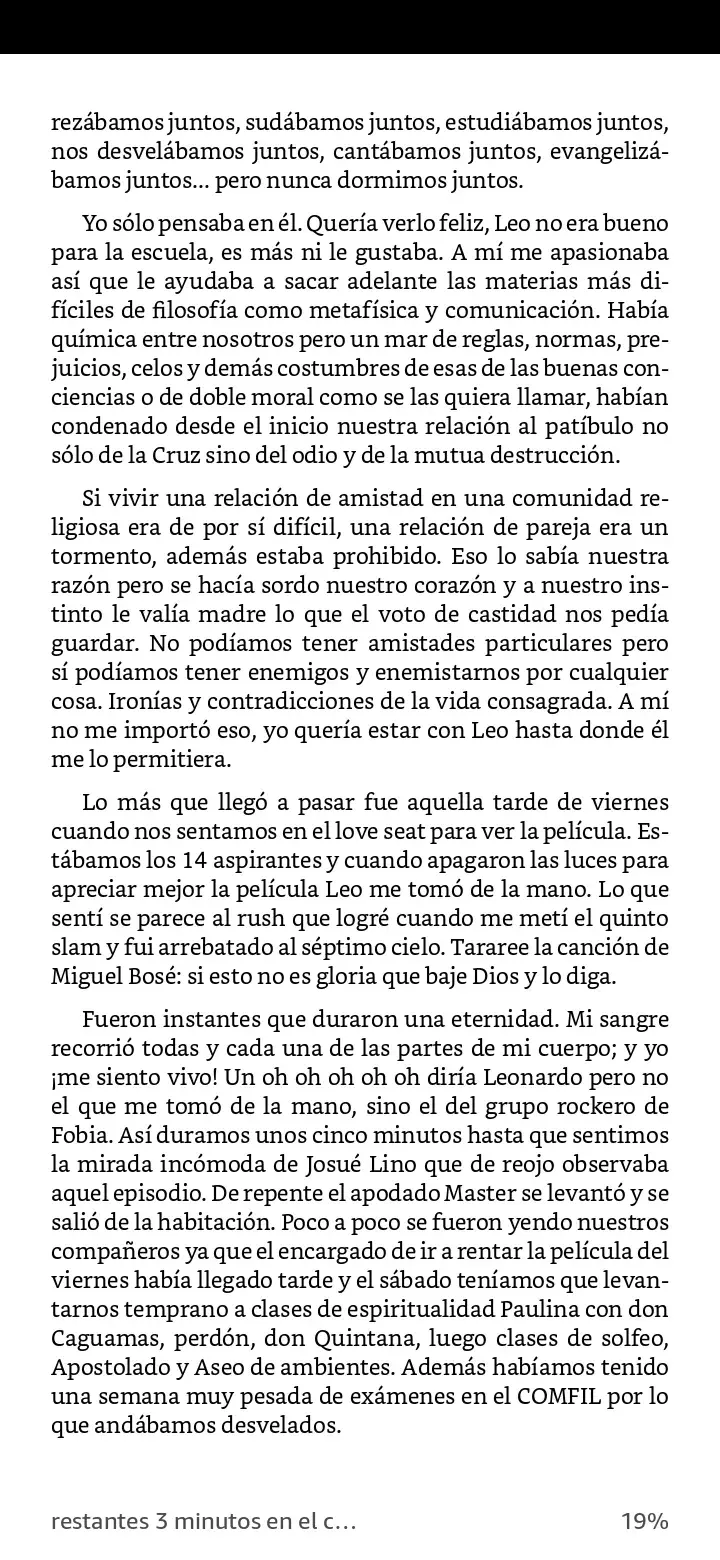 rezábamos juntos, sudábamos juntos, estudiábamos juntos,
nos desvelábamos juntos, cantábamos juntos, evangelizá-
bamos juntos... pero nunca dormimos juntos.
Yo sólo pensaba en él. Quería verlo feliz, Leo no era bueno
para la escuela, es más ni le gustaba. A mí me apasionaba
así que le ayudaba a sacar adelante las materias más di-
fíciles de filosofía como metafísica y comunicación. Había
química entre nosotros pero un mar de reglas, normas, pre-
juicios, celos y demás costumbres de esas de las buenas con-
ciencias o de doble moral como se las quiera llamar, habían
condenado desde el inicio nuestra relación al patíbulo no
sólo de la Cruz sino del odio y de la mutua destrucción.
Si vivir una relación de amistad en una comunidad re-
ligiosa era de por sí difícil, una relación de pareja era un
tormento, además estaba prohibido. Eso lo sabía nuestra
razón pero se hacía sordo nuestro corazón y a nuestro ins-
tinto le valía madre lo que el voto de castidad nos pedía
guardar. No podíamos tener amistades particulares pero
sí podíamos tener enemigos y enemistarnos por cualquier
cosa. Ironías y contradicciones de la vida consagrada. A mí
no me importó eso, yo quería estar con Leo hasta donde él
me lo permitiera.
Lo más que llegó a pasar fue aquella tarde de viernes
cuando nos sentamos en el love seat para ver la película. Es-
tábamos los 14 aspirantes y cuando apagaron las luces para
apreciar mejor la película Leo me tomó de la mano. Lo que
sentí se parece al rush que logré cuando me metí el quinto
slam y fui arrebatado al séptimo cielo. Tararee la canción de
Miguel Bosé: si esto no es gloria que baje Dios y lo diga.
Fueron instantes que duraron una eternidad. Mi sangre
recorrió todas y cada una de las partes de mi cuerpo; y yo
¡me siento vivo! Un oh oh oh oh oh diría Leonardo pero no
el que me tomó de la mano, sino el del grupo rockero de
Fobia. Así duramos unos cinco minutos hasta que sentimos
la mirada incómoda de Josué Lino que de reojo observaba
aquel episodio. De repente el apodado Master se levantó y se
salió de la habitación. Poco a poco se fueron yendo nuestros
compañeros ya que el encargado de ir a rentar la película del
viernes había llegado tarde y el sábado teníamos que levan-
tarnos temprano a clases de espiritualidad Paulina con don
Caguamas, perdón, don Quintana, luego clases de solfeo,
Apostolado y Aseo de ambientes. Además habíamos tenido
una semana muy pesada de exámenes en el COMFIL por lo
que andábamos desvelados.
restantes 3 minutos en el c... 19%